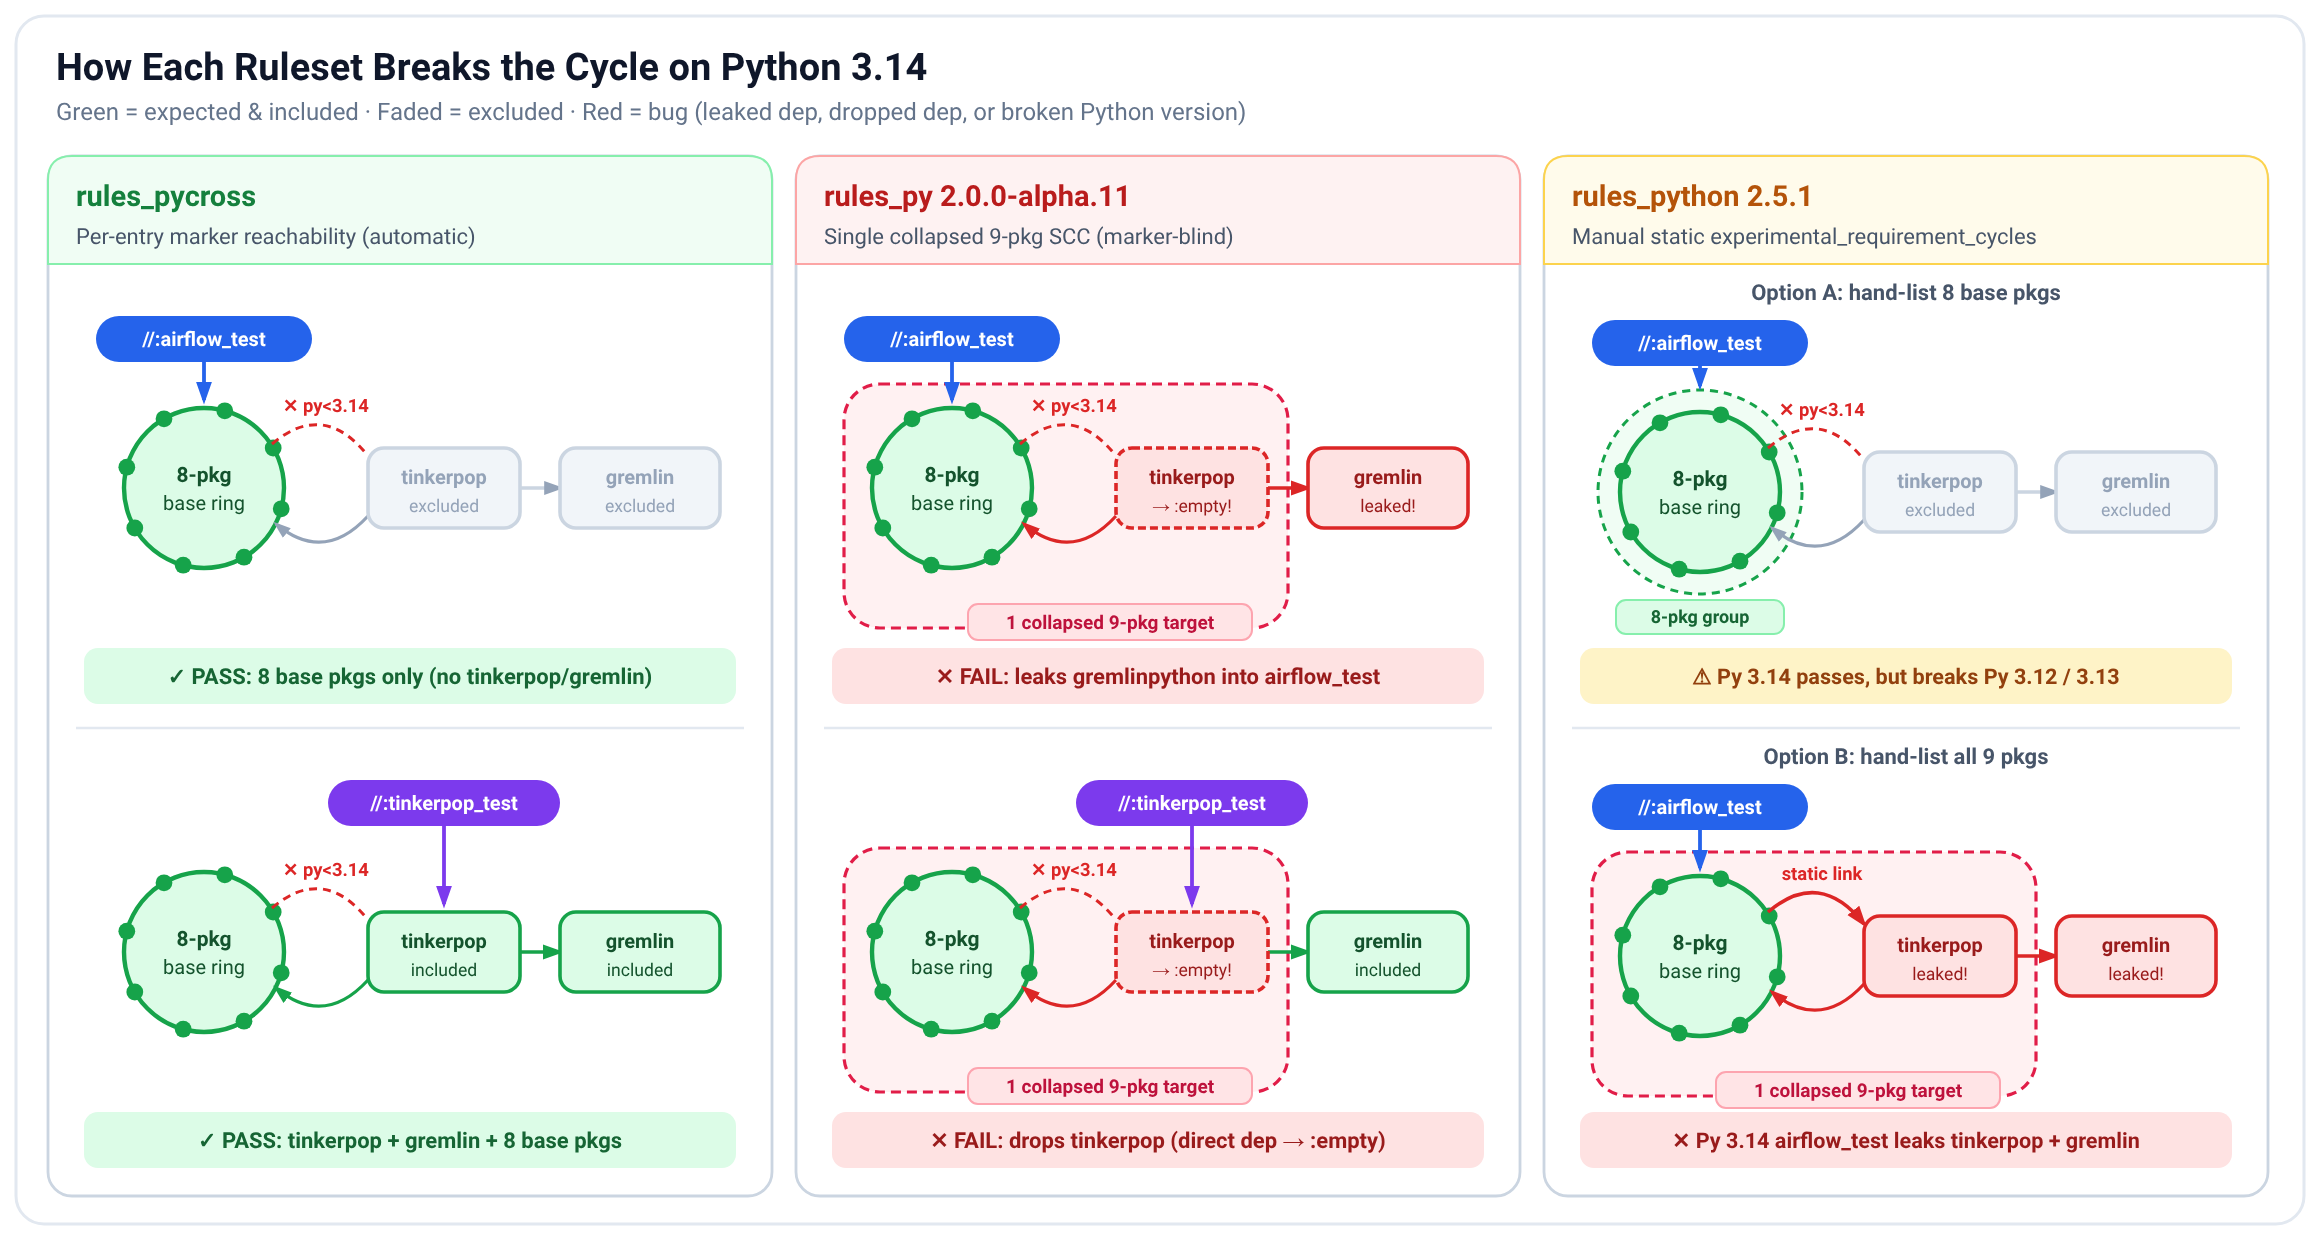 How Each Ruleset Breaks the Cycle on Python 3.14
Green = expected & included · Faded = excluded · Red = bug (leaked dep, dropped dep, or broken Python version)
rules_pycross
Per-entry marker reachability (automatic)
//:airflow_test
✕ py<3.14
8-pkg
base ring
tinkerpop
excluded
gremlin
excluded
✓ PASS: 8 base pkgs only (no tinkerpop/gremlin)
//:tinkerpop_test
✕ py<3.14
8-pkg
base ring
tinkerpop
included
gremlin
included
✓ PASS: tinkerpop + gremlin + 8 base pkgs
rules_py 2.0.0-alpha.11
Single collapsed 9-pkg SCC (marker-blind)
//:airflow_test
✕ py<3.14
8-pkg
base ring
tinkerpop
→ :empty!
gremlin
leaked!
1 collapsed 9-pkg target
✕ FAIL: leaks gremlinpython into airflow_test
//:tinkerpop_test
✕ py<3.14
8-pkg
base ring
tinkerpop
→ :empty!
gremlin
included
1 collapsed 9-pkg target
✕ FAIL: drops tinkerpop (direct dep → :empty)
rules_python 2.5.1
Manual static experimental_requirement_cycles
Option A: hand-list 8 base pkgs
//:airflow_test
✕ py<3.14
8-pkg
base ring
tinkerpop
excluded
gremlin
excluded
8-pkg group
⚠ Py 3.14 passes, but breaks Py 3.12 / 3.13
Option B: hand-list all 9 pkgs
//:airflow_test
static link
8-pkg
base ring
tinkerpop
leaked!
gremlin
leaked!
1 collapsed 9-pkg target
✕ Py 3.14 airflow_test leaks tinkerpop + gremlin